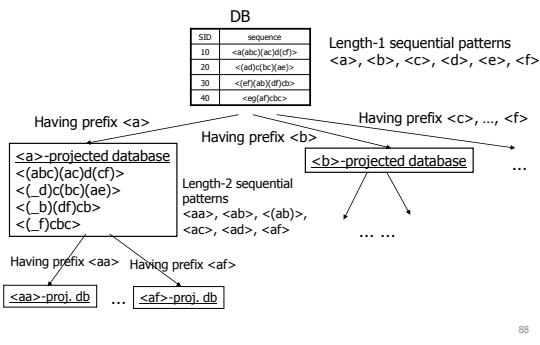 DB
SID sequence
10 <a(abc)(ac)d(cf)>
20 <(ad)c(bc)(ae)>
30 <(ef)(ab)(df)cb>
40 <eg(af)cbc>
Length-1 sequential patterns
<a>, <b>, <c>, <d>, <e>, <f>
Having prefix <a>
Having prefix <b>
Having prefix <c>, …, <f>
<a>-projected database
<(abc)(ac)d(cf)>
<(_d)c(bc)(ae)>
<(_b)(df)cb>
<(_f)cbc>
Length-2 sequential
patterns
<aa>, <ab>, <(ab)>,
<ac>, <ad>, <af>
<b>-projected database
…
… …
Having prefix <aa>
Having prefix <af>
<aa>-proj. db
…
<af>-proj. db
88